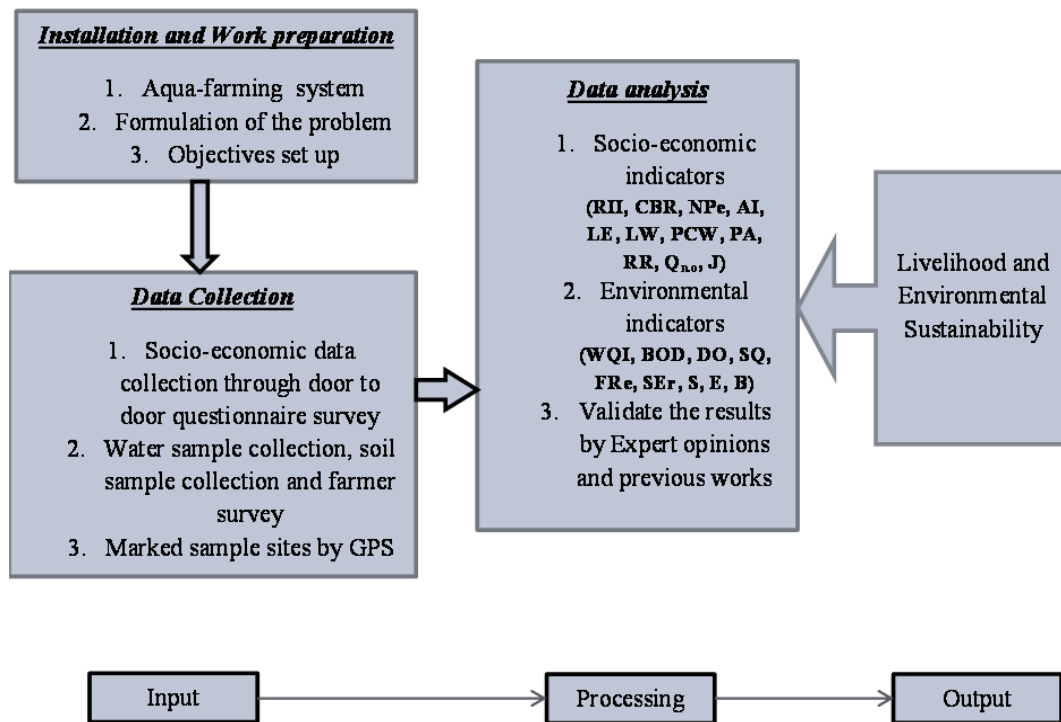 Installation and Work preparation
1. Aqua-farming system
2. Formulation of the problem
3. Objectives set up
Data Collection
1. Socio-economic data
collection through door to
door questionnaire survey
2. Water sample collection, soil
sample collection and farmer
survey
3. Marked sample sites by GPS
Data analysis
1. Socio-economic
indicators
(RII, CBR, NPe, AI,
LE, LW, PCW, PA,
RR, Qn.o, J)
2. Environmental
indicators
(WQI, BOD, DO, SQ,
FRe, SEr, S, E, B)
3. Validate the results
by Expert opinions
and previous works
Livelihood and
Environmental
Sustainability
Input
Processing
Output